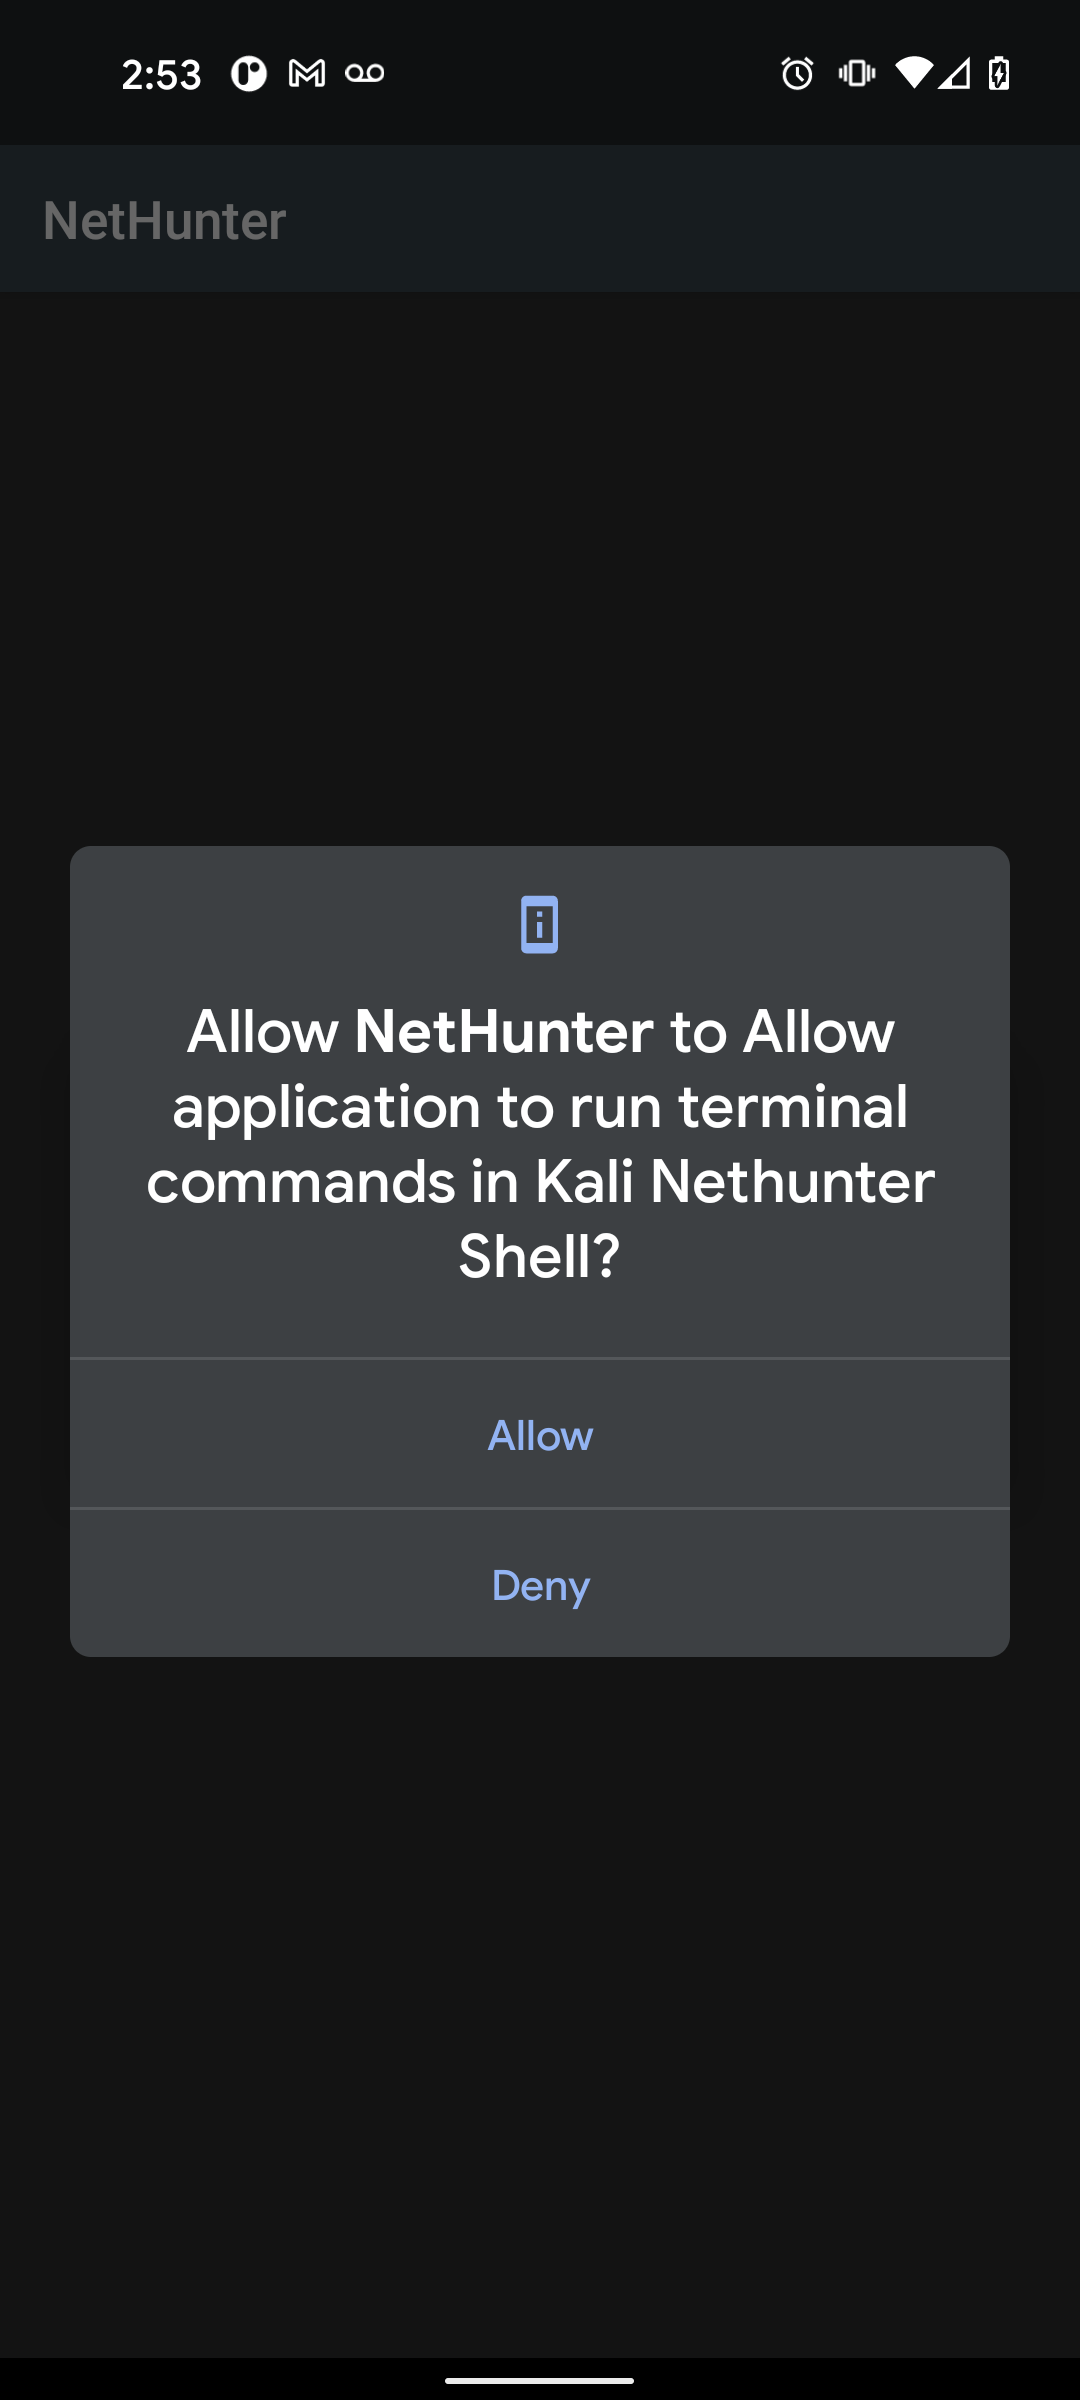 2:53
NetHunter
Allow NetHunter to Allow
application to run terminal
commands in Kali Nethunter
Shell?
Allow
Deny